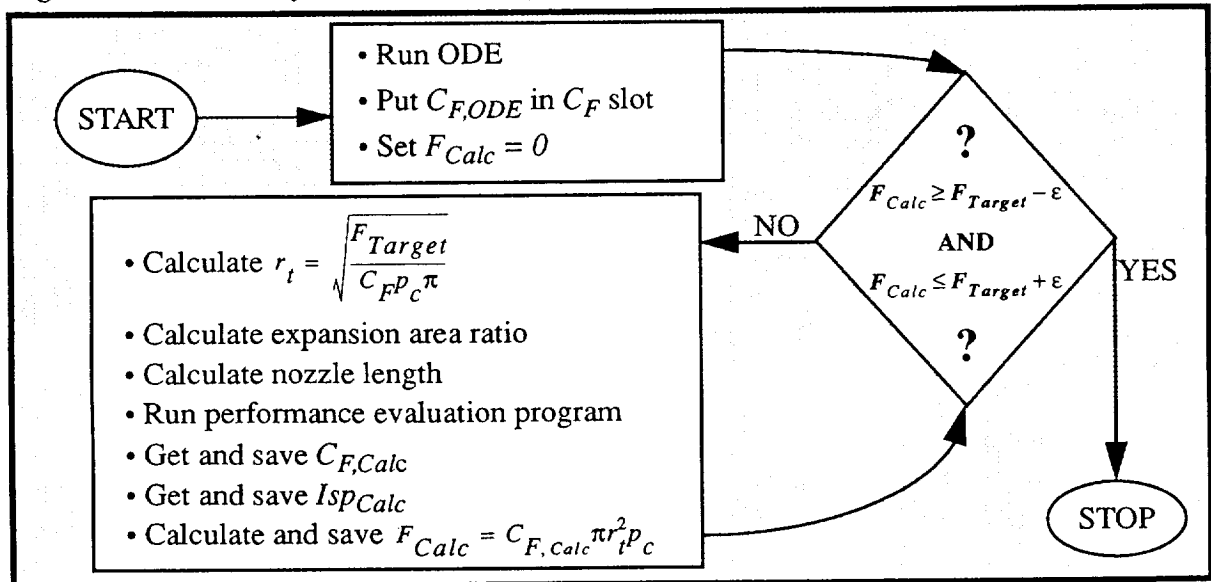 START
• Run ODE
• Put C_{F,ODE} in C_F slot
• Set F_{Calc} = 0
?
F_{Calc} ≥ F_{Target} − ε
AND
F_{Calc} ≤ F_{Target} + ε
?
NO
YES
• Calculate r_t = √(F_{Target} / (C_F p_c π))
• Calculate expansion area ratio
• Calculate nozzle length
• Run performance evaluation program
• Get and save C_{F,Calc}
• Get and save Isp_{Calc}
• Calculate and save F_{Calc} = C_{F,Calc} π r_t^2 p_c
STOP